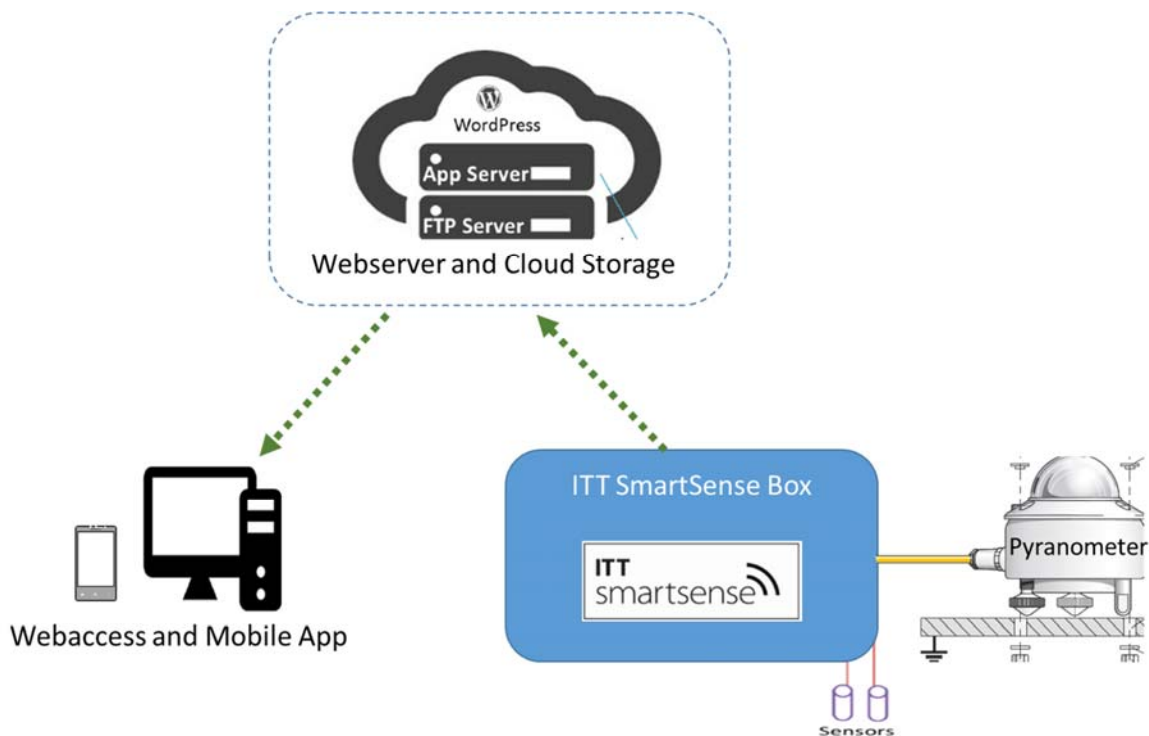 WordPress
App Server
FTP Server
Webserver and Cloud Storage
ITT SmartSense Box
ITT
smartsense
Pyranometer
Webaccess and Mobile App
Sensors